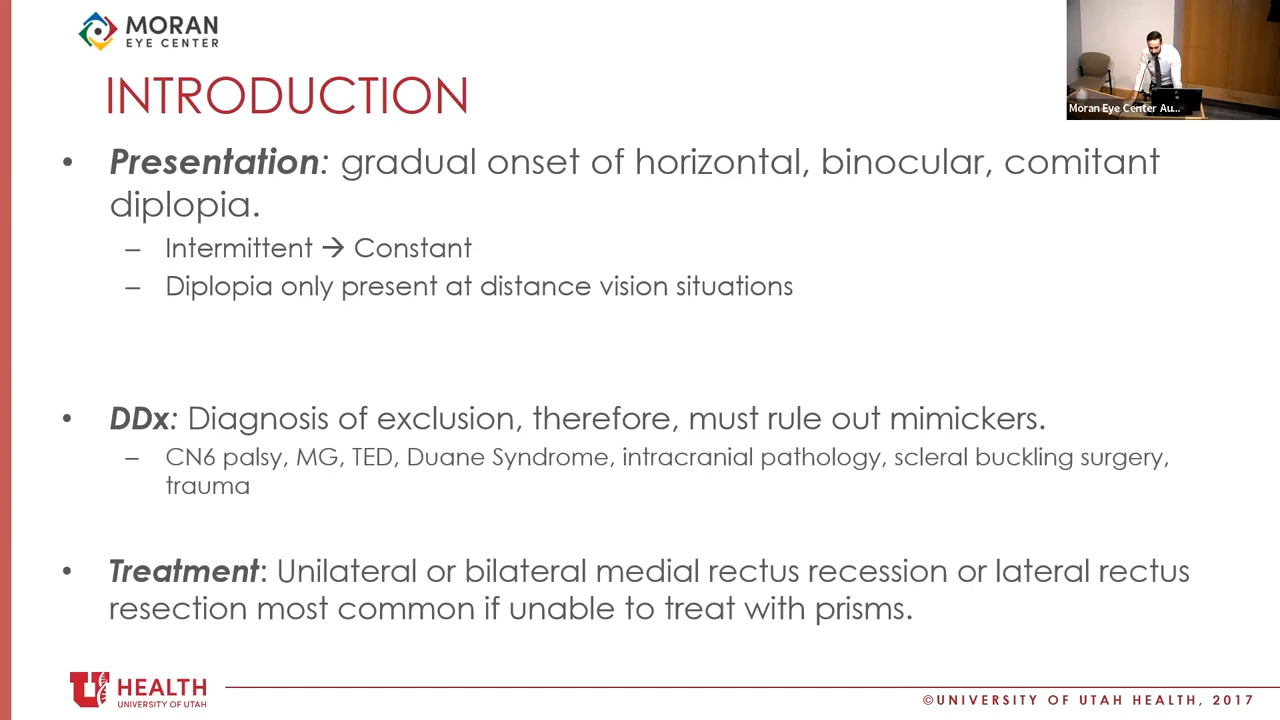 MORAN
EYE CENTER
Moran Eye Center Au...
INTRODUCTION
• Presentation: gradual onset of horizontal, binocular, comitant
diplopia.
– Intermittent → Constant
– Diplopia only present at distance vision situations
• DDx: Diagnosis of exclusion, therefore, must rule out mimickers.
– CN6 palsy, MG, TED, Duane Syndrome, intracranial pathology, scleral buckling surgery,
trauma
• Treatment: Unilateral or bilateral medial rectus recession or lateral rectus
resection most common if unable to treat with prisms.
U HEALTH
UNIVERSITY OF UTAH
©UNIVERSITY OF UTAH HEALTH, 2017